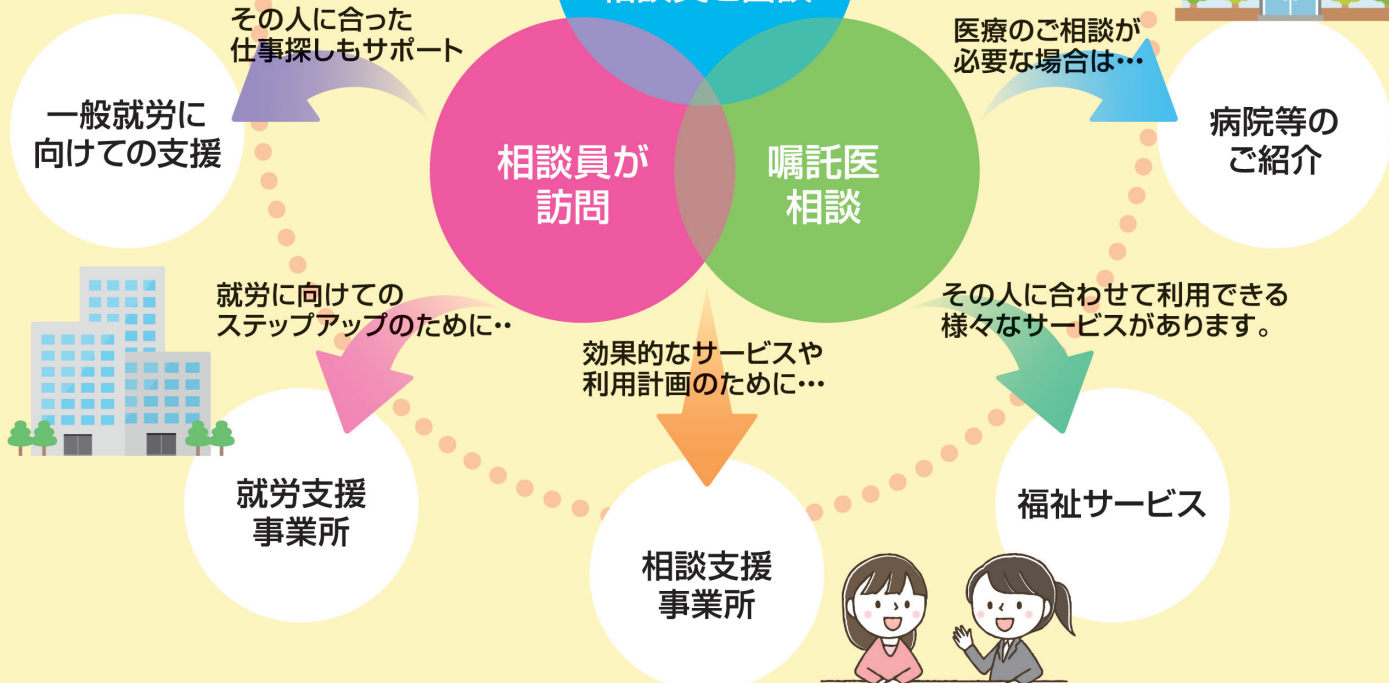 その人に合った
仕事探しもサポート
医療のご相談が
必要な場合は…
一般就労に
向けての支援
相談員が
訪問
嘱託医
相談
病院等の
ご紹介
就労に向けての
ステップアップのために‥
効果的なサービスや
利用計画のために…
その人に合わせて利用できる
様々なサービスがあります。
就労支援
事業所
相談支援
事業所
福祉サービス